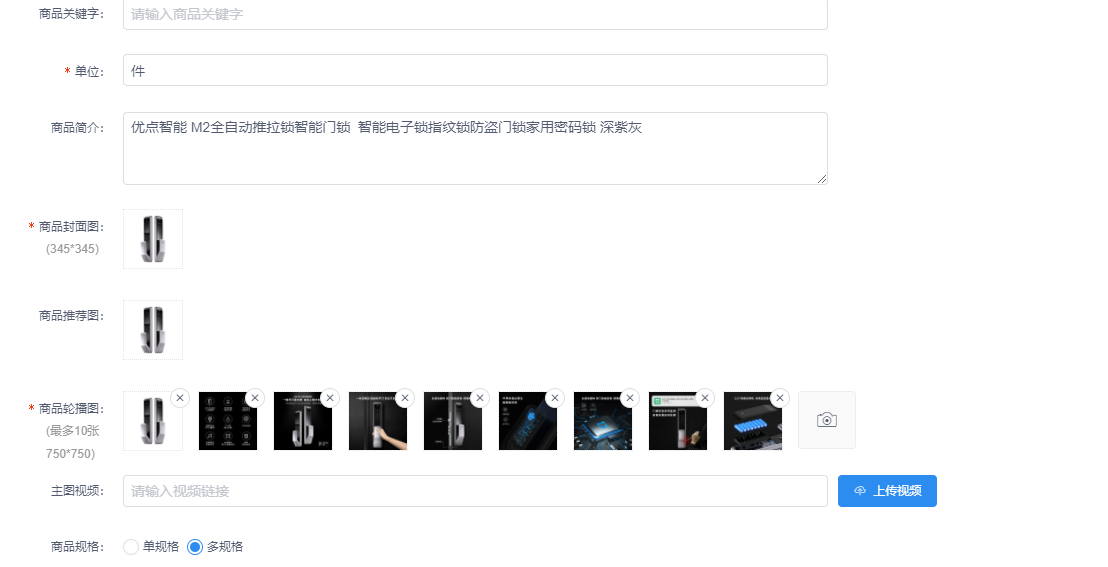 商品关键字：
请输入商品关键字
* 单位：
件
商品简介：
优点智能 M2全自动推拉锁智能门锁  智能电子锁指纹锁防盗门锁家用密码锁 深紫灰
* 商品封面图：
(345*345)
商品推荐图：
* 商品轮播图：
(最多10张
750*750)
主图视频：
请输入视频链接
上传视频
商品规格：
单规格
多规格